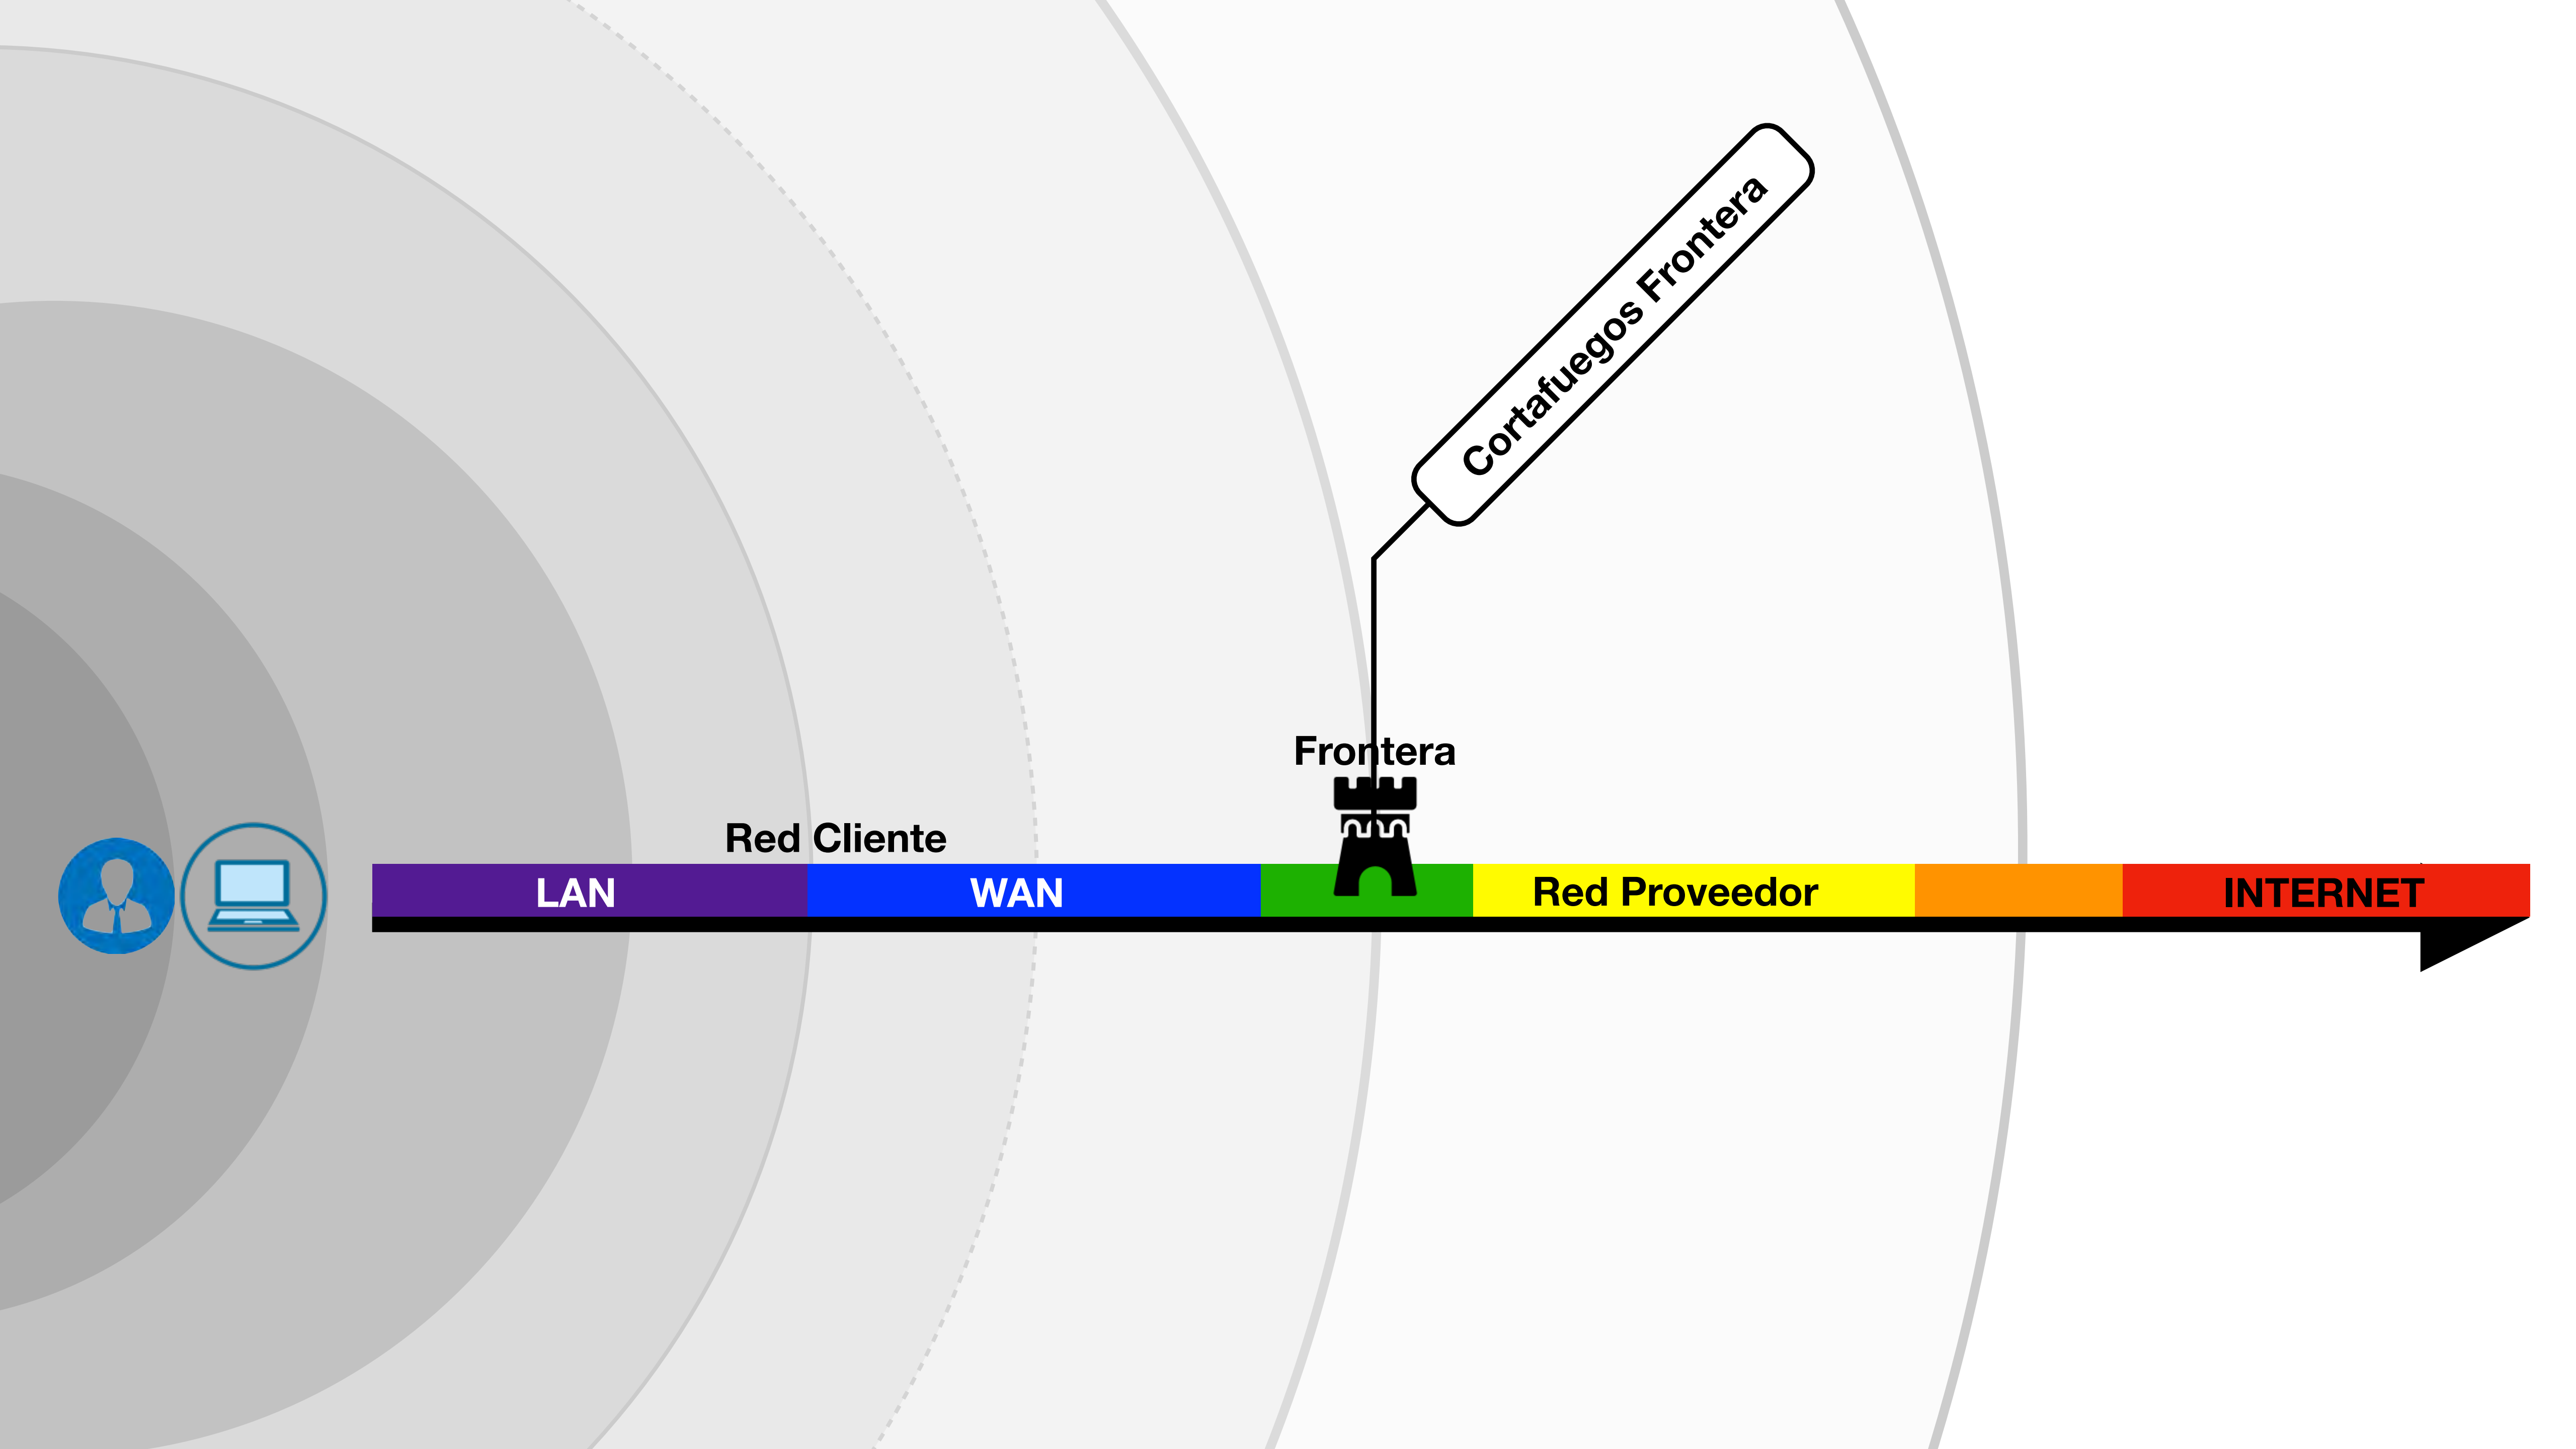 Cortafuegos Frontera
Frontera
Red Cliente
LAN
WAN
Red Proveedor
INTERNET